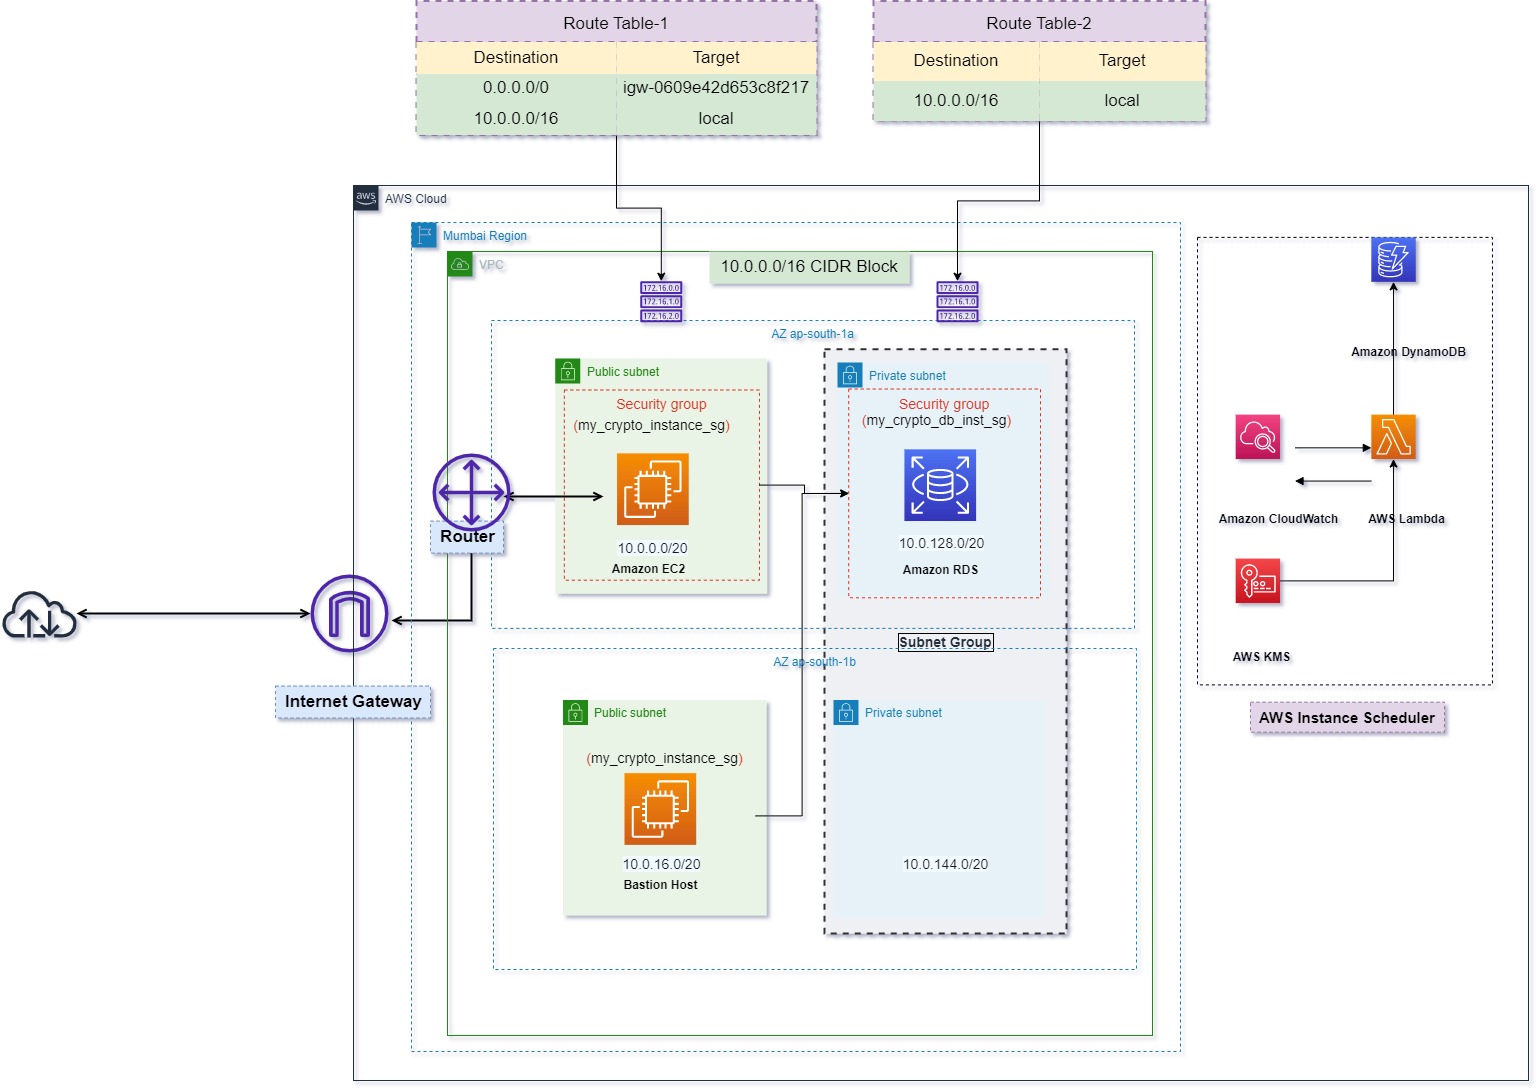 Route Table-1
Destination Target
0.0.0.0/0 igw-0609e42d653c8f217
10.0.0.0/16 local
Route Table-2
Destination Target
10.0.0.0/16 local
aws AWS Cloud
Mumbai Region
VPC
10.0.0.0/16 CIDR Block
172.16.0.0
172.16.1.0
172.16.2.0
172.16.0.0
172.16.1.0
172.16.2.0
AZ ap-south-1a
Public subnet
Security group
(my_crypto_instance_sg)
10.0.0.0/20
Amazon EC2
Private subnet
Security group
(my_crypto_db_inst_sg)
10.0.128.0/20
Amazon RDS
Router
Internet Gateway
Subnet Group
AZ ap-south-1b
Public subnet
(my_crypto_instance_sg)
10.0.16.0/20
Bastion Host
Private subnet
10.0.144.0/20
Amazon DynamoDB
Amazon CloudWatch
AWS Lambda
AWS KMS
AWS Instance Scheduler